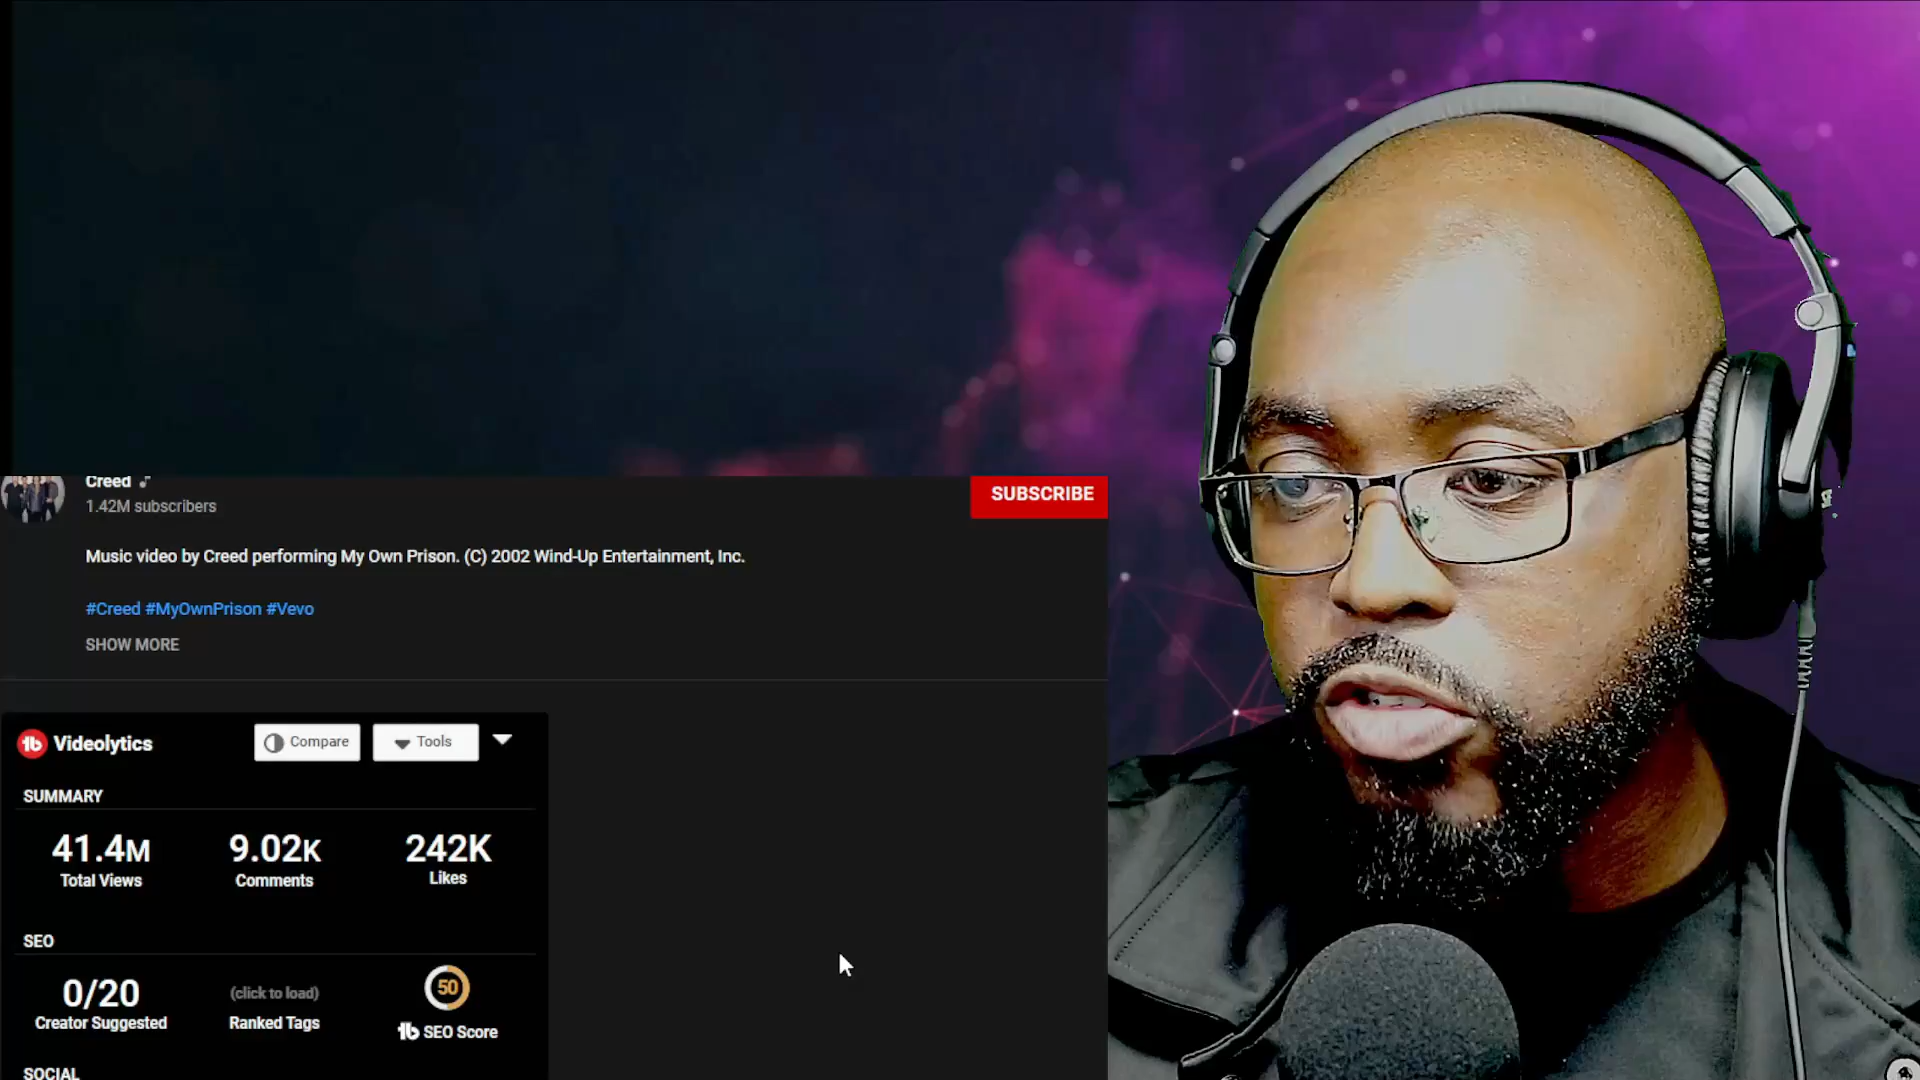 Creed
1.42M subscribers
SUBSCRIBE
Music video by Creed performing My Own Prison. (C) 2002 Wind-Up Entertainment, Inc.
#Creed #MyOwnPrison #Vevo
SHOW MORE
tb Videolytics
Compare
Tools
SUMMARY
41.4M 9.02K 242K
Total Views Comments Likes
SEO
0/20 (click to load) 50
Creator Suggested Ranked Tags tb SEO Score
SOCIAL